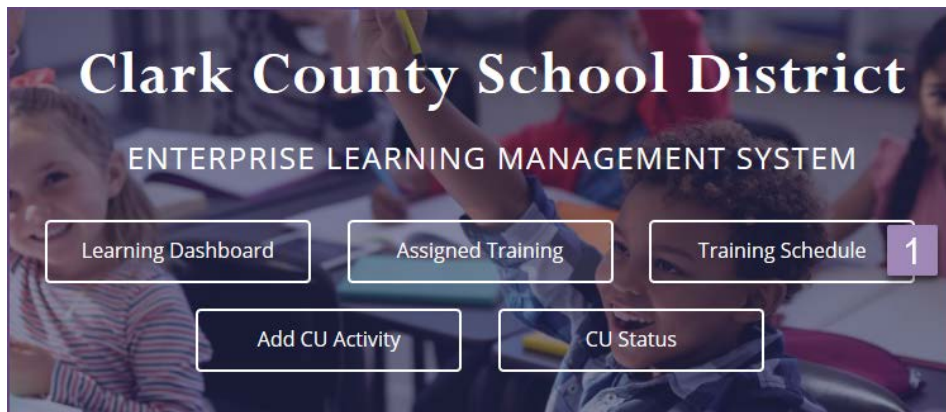 Clark County School District
ENTERPRISE LEARNING MANAGEMENT SYSTEM
Learning Dashboard Assigned Training Training Schedule 1
Add CU Activity CU Status